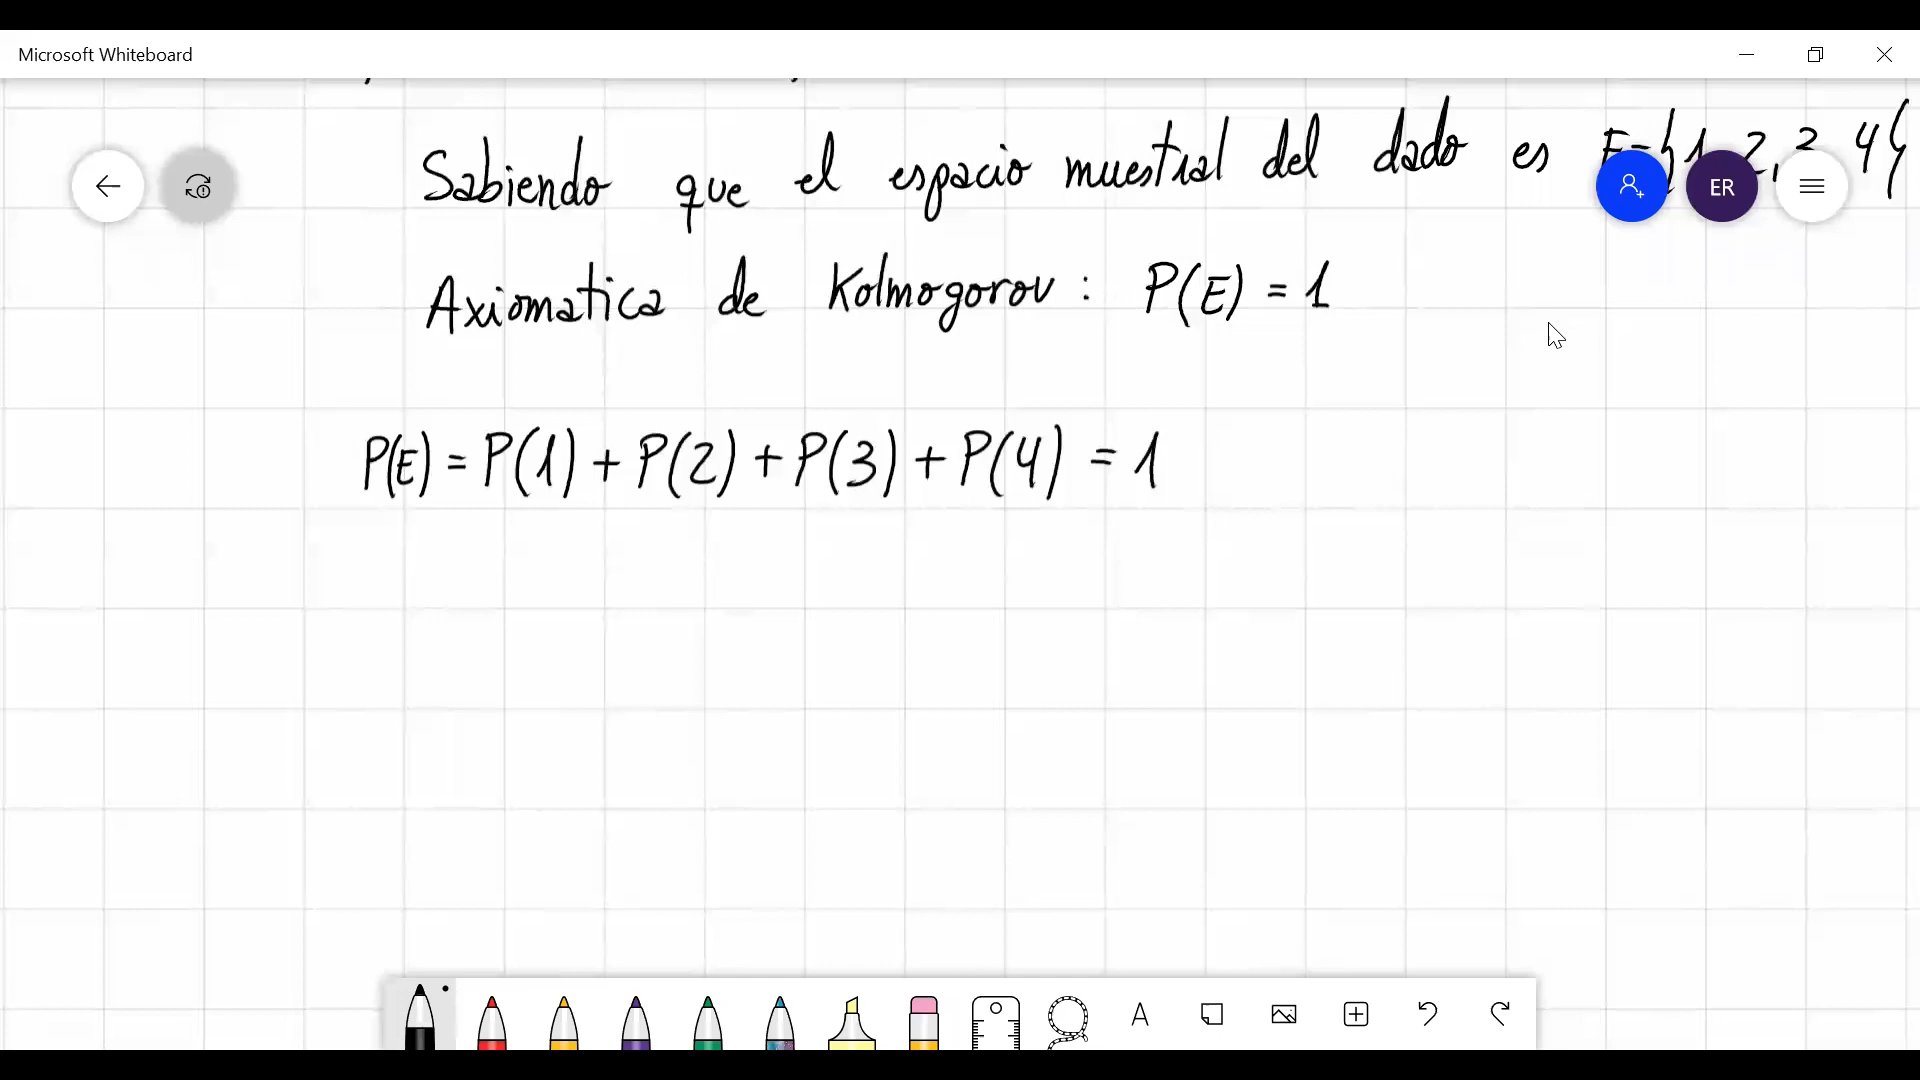 Microsoft Whiteboard
Sabiendo que el espacio muestral del dado es E={1, 2, 3, 4}
ER
Axiomatica de Kolmogorov: P(E) = 1
P(E) = P(1) + P(2) + P(3) + P(4) = 1